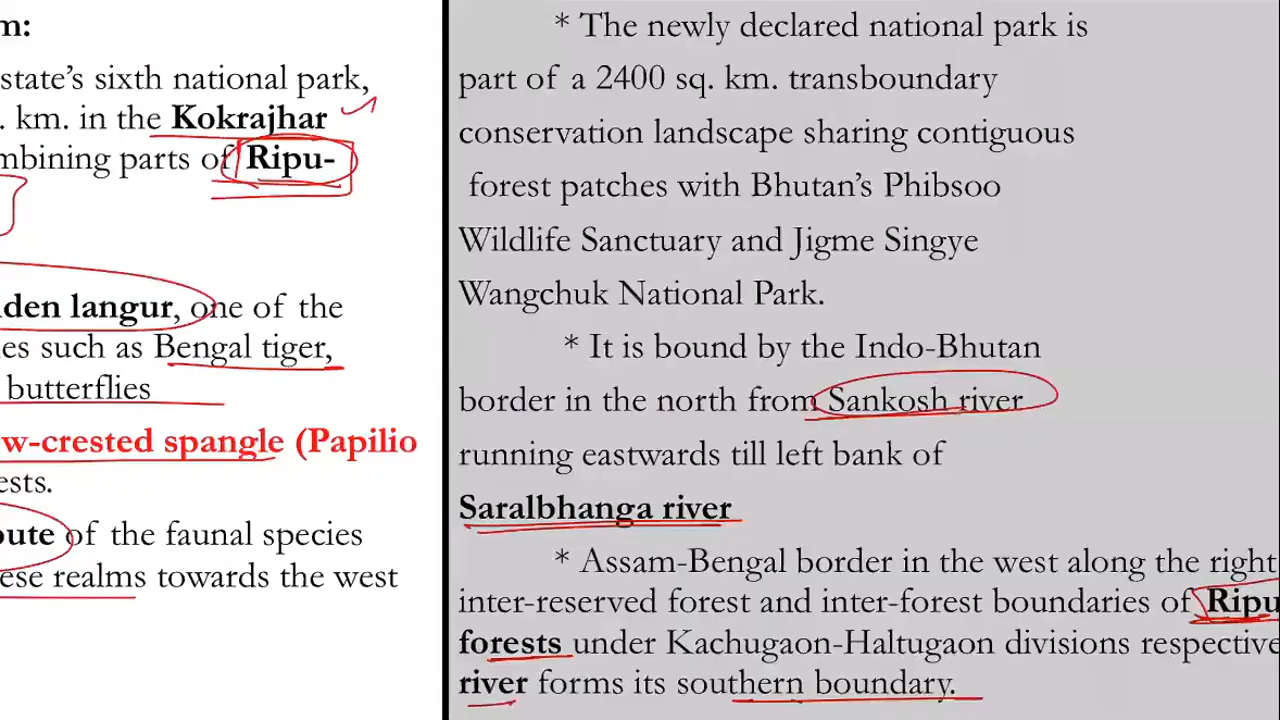 m:
state's sixth national park,
. km. in the Kokrajhar
mbining parts of Ripu-
lden langur, one of the
es such as Bengal tiger,
butterflies
w-crested spangle (Papilio
ests.
oute of the faunal species
ese realms towards the west
* The newly declared national park is
part of a 2400 sq. km. transboundary
conservation landscape sharing contiguous
forest patches with Bhutan's Phibsoo
Wildlife Sanctuary and Jigme Singye
Wangchuk National Park.
* It is bound by the Indo-Bhutan
border in the north from Sankosh river
running eastwards till left bank of
Saralbhanga river
* Assam-Bengal border in the west along the right
inter-reserved forest and inter-forest boundaries of Ripu
forests under Kachugaon-Haltugaon divisions respective
river forms its southern boundary.